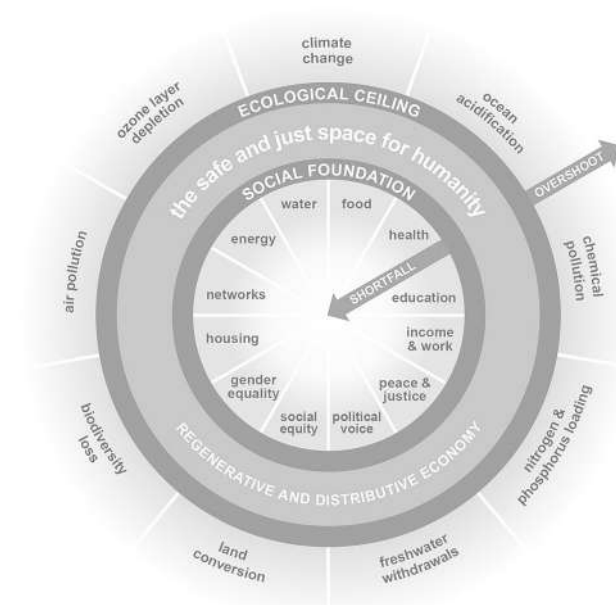 climate
change
ocean
acidification
chemical
pollution
nitrogen &
phosphorus loading
freshwater
withdrawals
land
conversion
biodiversity
loss
air pollution
ozone layer
depletion
ECOLOGICAL CEILING
the safe and just space for humanity
OVERSHOOT
SOCIAL FOUNDATION
water
food
health
SHORTFALL
education
income
& work
peace &
justice
political
voice
social
equity
gender
equality
housing
networks
energy
REGENERATIVE AND DISTRIBUTIVE ECONOMY